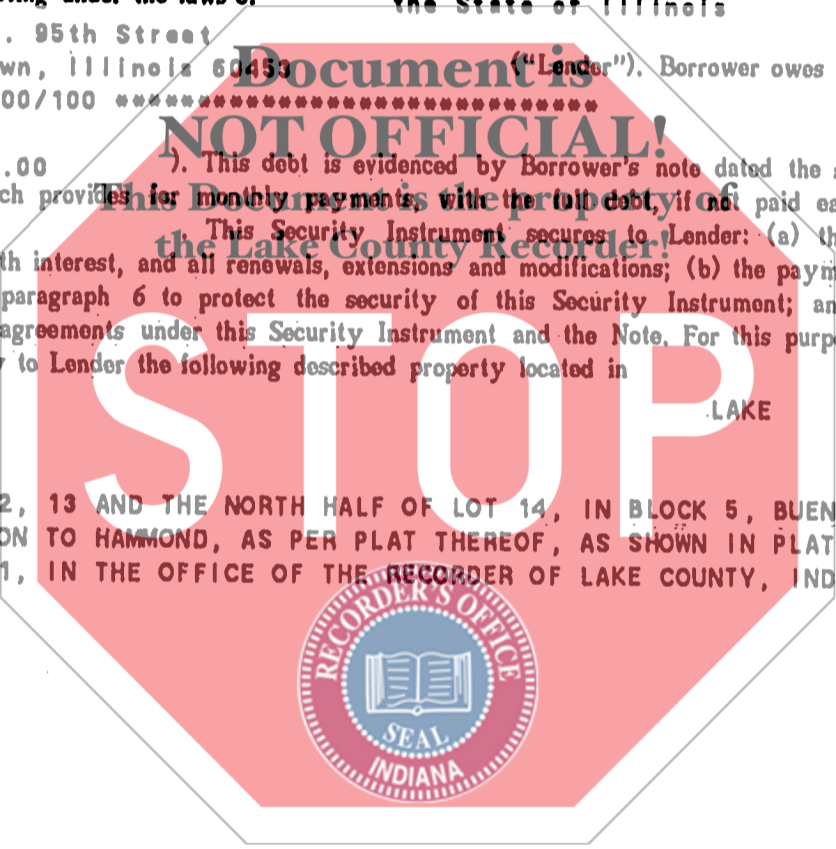 the State of Illinois
. 95th Street
wn, Illinois 60453 ("Lender"). Borrower owes
00/100 ****************************************
Document is
NOT OFFICIAL!
This Document is the property of
the Lake County Recorder!
.00 ). This debt is evidenced by Borrower's note dated the
ch provides for monthly payments, with the full debt, if not paid ea
. This Security Instrument secures to Lender: (a) th
th interest, and all renewals, extensions and modifications; (b) the paym
paragraph 6 to protect the security of this Security Instrument; an
agreements under this Security Instrument and the Note. For this purp
to Lender the following described property located in
LAKE
STOP
2, 13 AND THE NORTH HALF OF LOT 14, IN BLOCK 5, BUEN
ON TO HAMMOND, AS PER PLAT THEREOF, AS SHOWN IN PLAT
1, IN THE OFFICE OF THE RECORDER OF LAKE COUNTY, IND
RECORDER'S OFFICE
SEAL
INDIANA